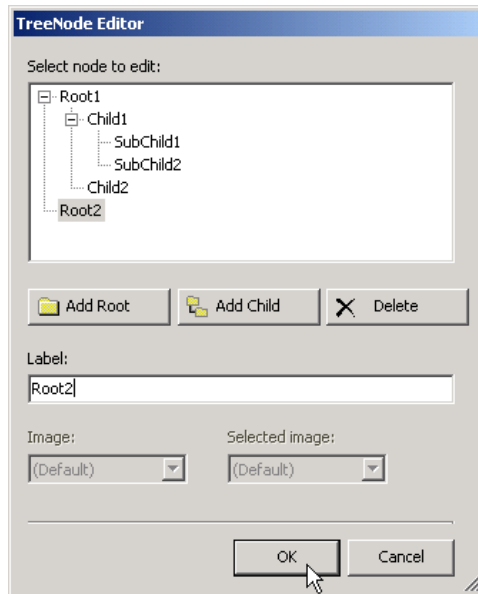 TreeNode Editor
Select node to edit:
Root1
Child1
SubChild1
SubChild2
Child2
Root2
Add Root Add Child Delete
Label:
Root2
Image: Selected image:
(Default) (Default)
OK Cancel